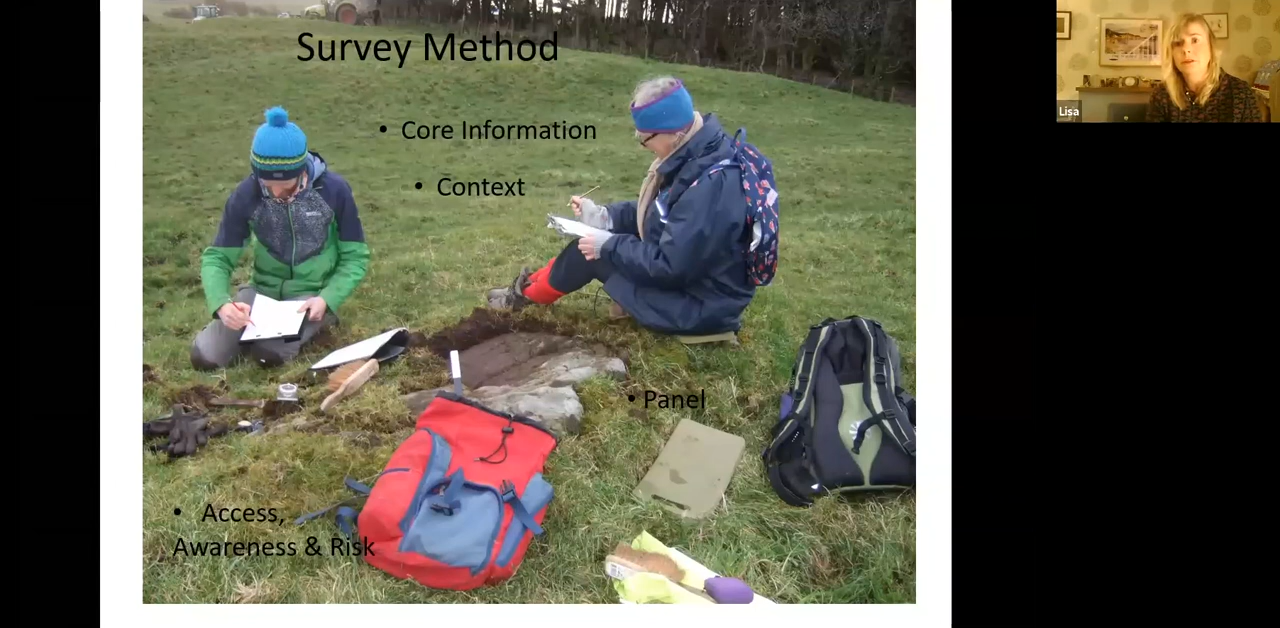 Survey Method
• Core Information
• Context
• Panel
• Access,
Awareness & Risk
Lisa